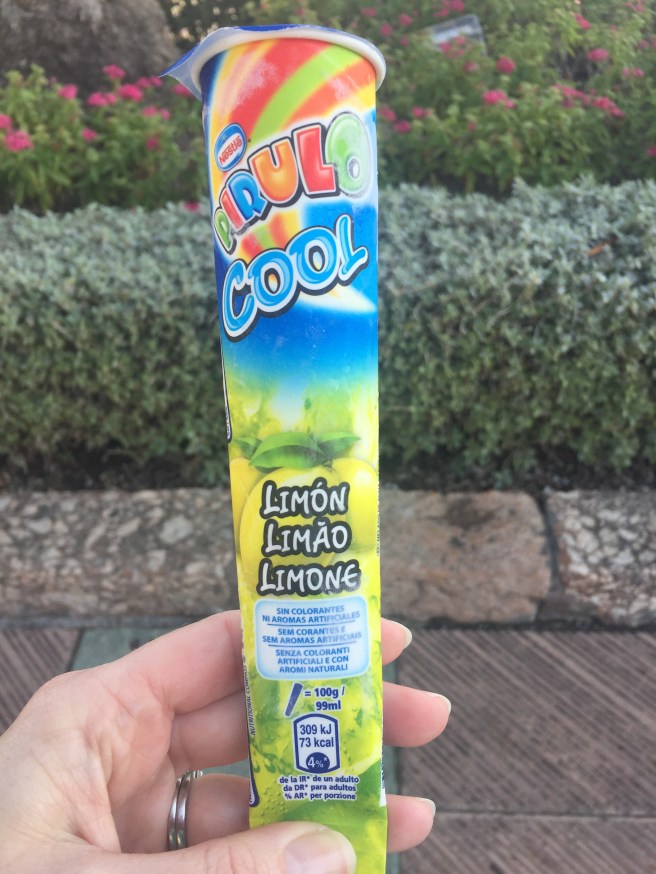 Nestlé
PIRULO
COOL
LIMÓN
LIMÃO
LIMONE
SIN COLORANTES
NI AROMAS ARTIFICIALES
SEM CORANTES E
SEM AROMAS ARTIFICIAIS
SENZA COLORANTI
ARTIFICIALI E CON
AROMI NATURALI
= 100g /
99ml
309 kJ
73 kcal
4%*
de la IR* de un adulto
da DR* para adultos
% AR* per porzione